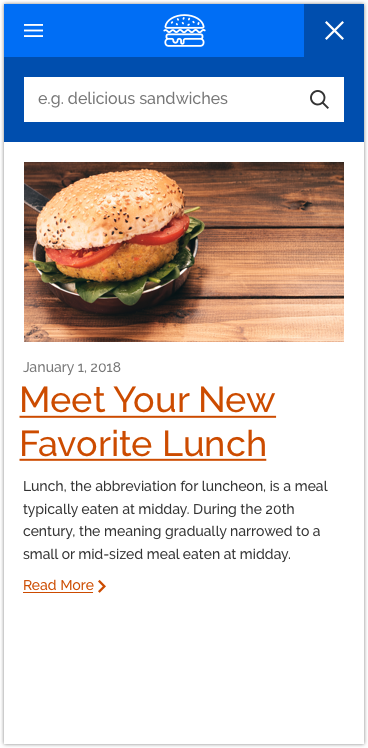 e.g. delicious sandwiches
January 1, 2018
Meet Your New
Favorite Lunch
Lunch, the abbreviation for luncheon, is a meal
typically eaten at midday. During the 20th
century, the meaning gradually narrowed to a
small or mid-sized meal eaten at midday.
Read More